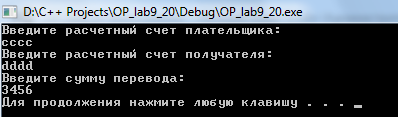 D:\C++ Projects\OP_lab9_20\Debug\OP_lab9_20.exe
Введите расчетный счет плательщика:
cccc
Введите расчетный счет получателя:
dddd
Введите сумму перевода:
3456
Для продолжения нажмите любую клавишу . . .